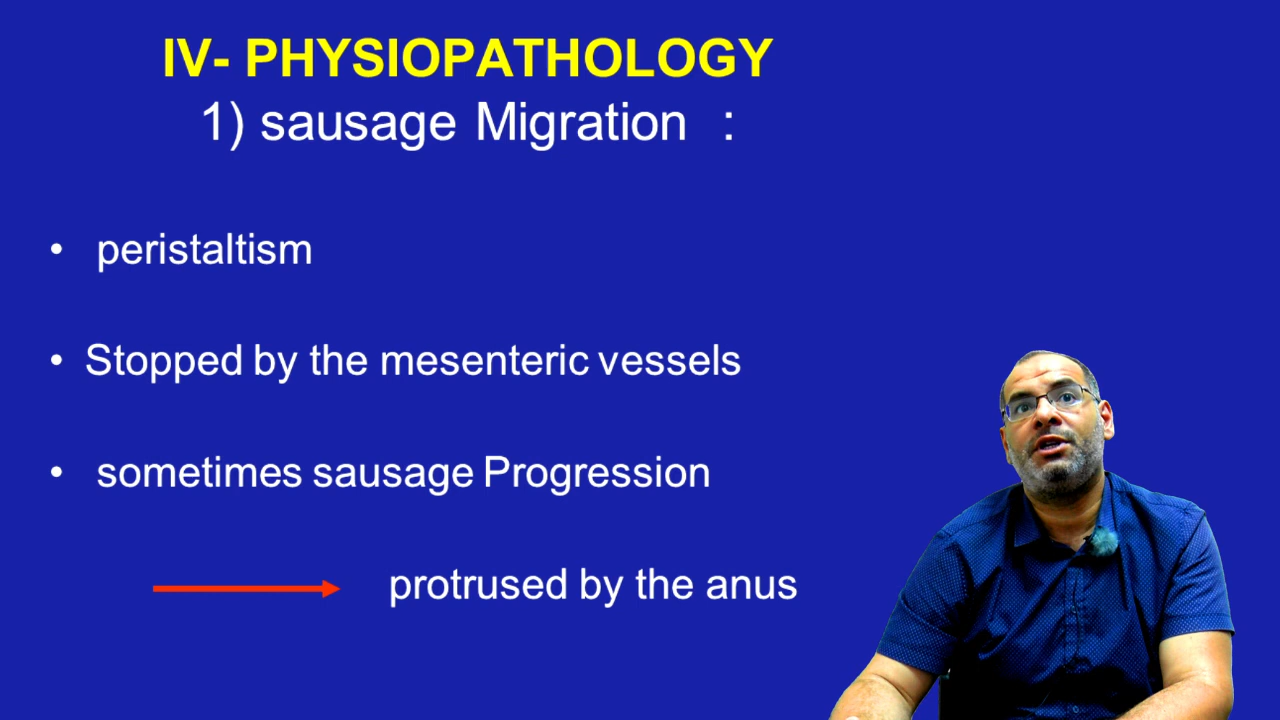 IV- PHYSIOPATHOLOGY
1) sausage Migration :
• peristaltism
• Stopped by the mesenteric vessels
• sometimes sausage Progression
protrused by the anus